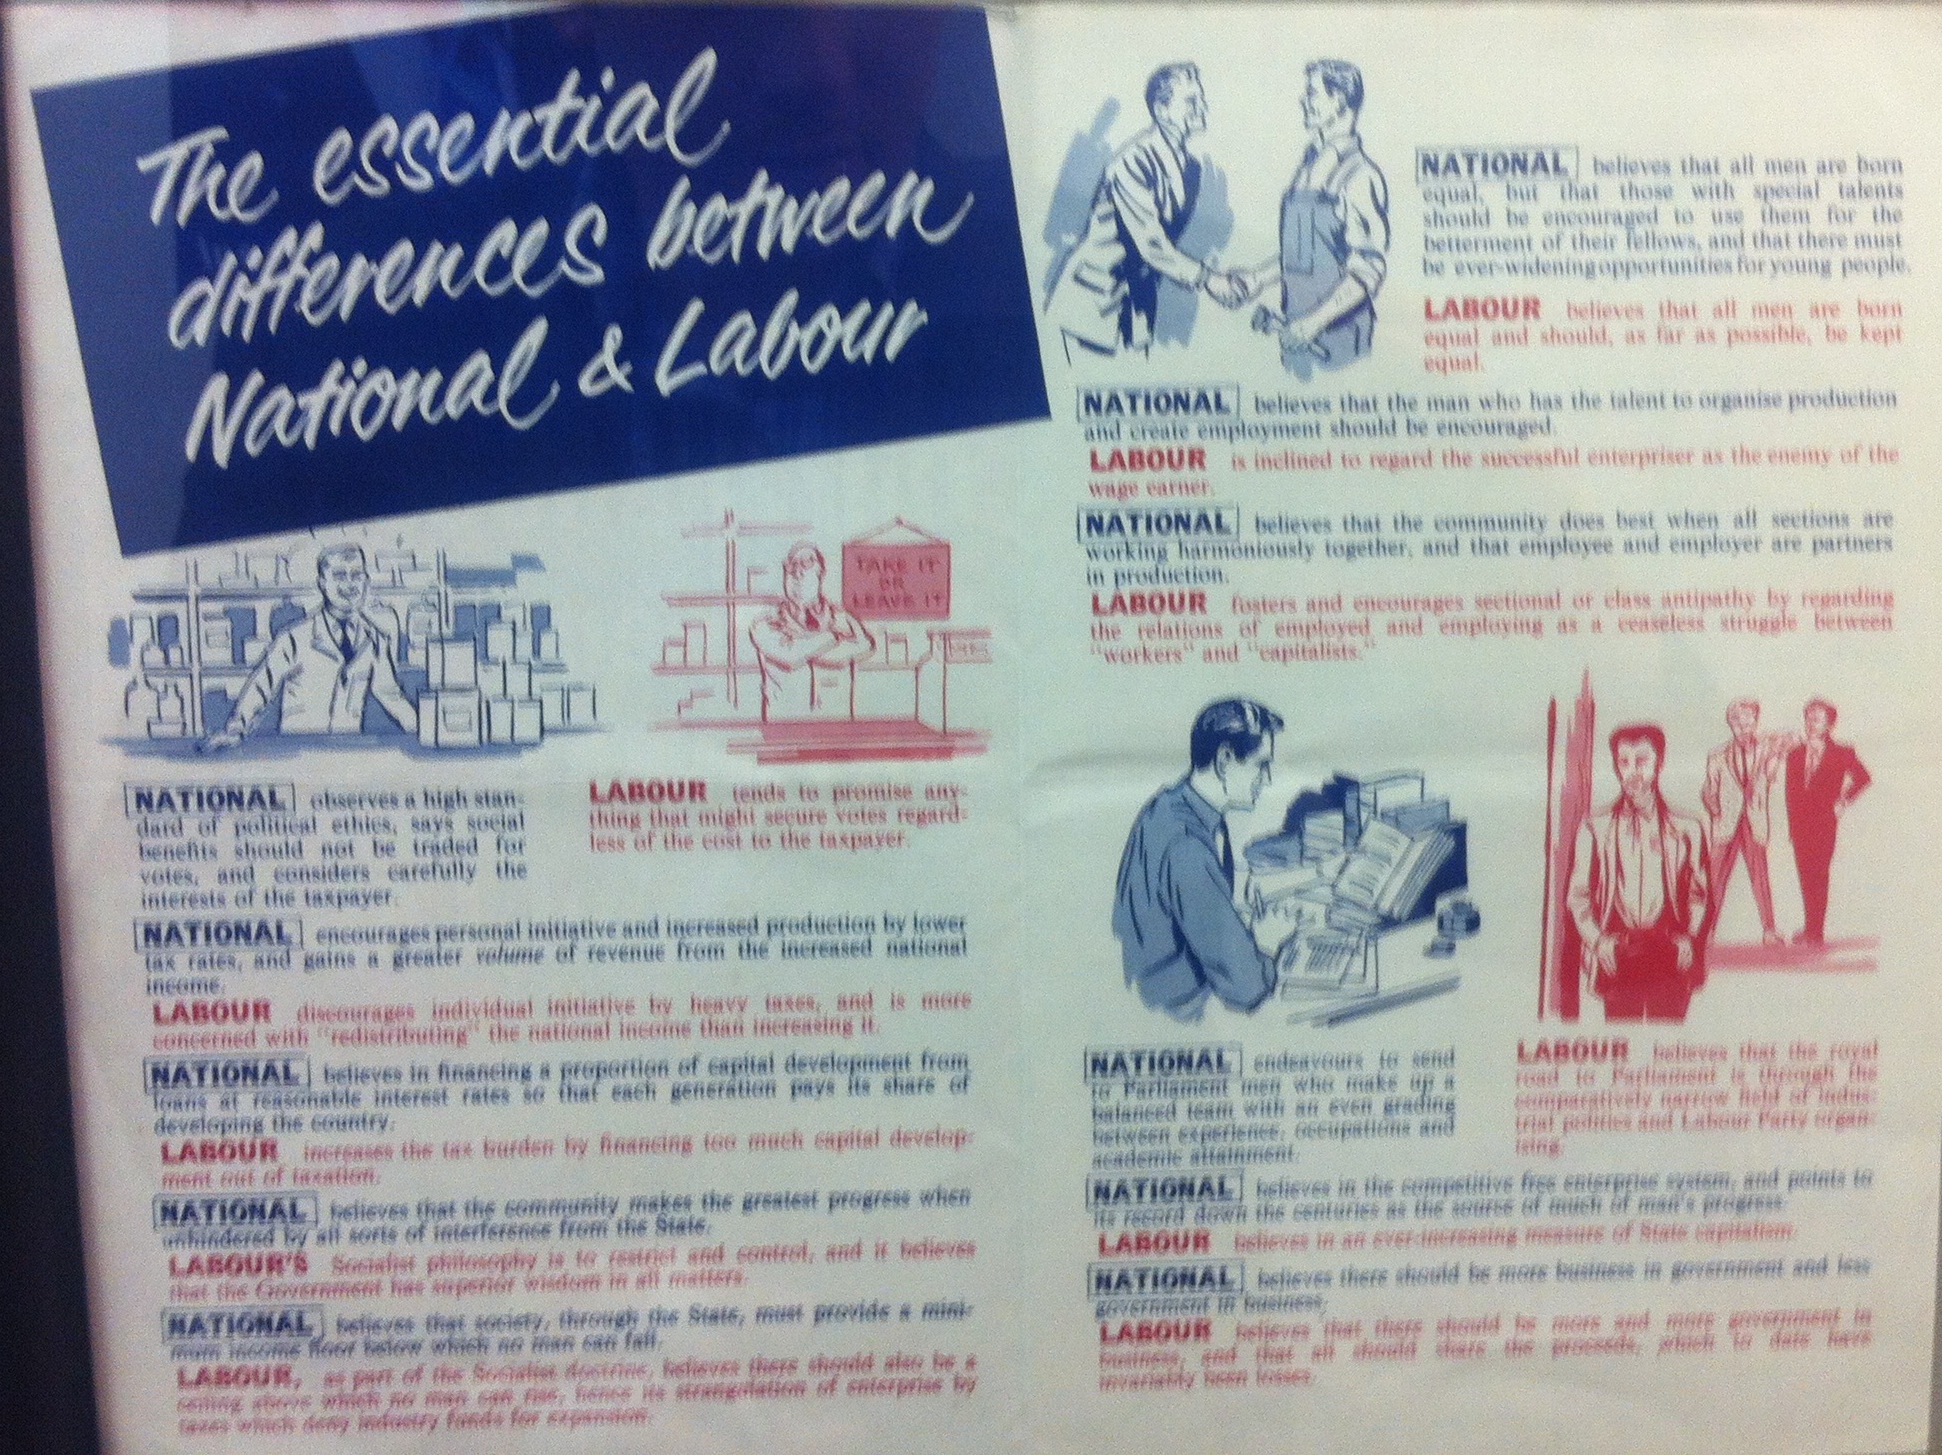 The essential
differences between
National & Labour
TAKE IT
OR
LEAVE IT
NATIONAL observes a high stan-
dard of political ethics, says social
benefits should not be traded for
votes, and considers carefully the
interests of the taxpayer.
LABOUR tends to promise any-
thing that might secure votes regard-
less of the cost to the taxpayer.
NATIONAL encourages personal initiative and increased production by lower
tax rates, and gains a greater volume of revenue from the increased national
income.
LABOUR discourages individual initiative by heavy taxes, and is more
concerned with "redistributing" the national income than increasing it.
NATIONAL believes in financing a proportion of capital development from
loans at reasonable interest rates so that each generation pays its share of
developing the country.
LABOUR increases the tax burden by financing too much capital develop-
ment out of taxation.
NATIONAL believes that the community makes the greatest progress when
unhindered by all sorts of interference from the State.
LABOUR'S Socialist philosophy is to restrict and control, and it believes
that the Government has superior wisdom in all matters.
NATIONAL believes that society, through the State, must provide a mini-
mum income floor below which no man can fall.
LABOUR, as part of the Socialist doctrine, believes there should also be a
ceiling above which no man can rise, hence its strangulation of enterprise by
taxes which deny industry funds for expansion.
NATIONAL believes that all men are born
equal, but that those with special talents
should be encouraged to use them for the
betterment of their fellows, and that there must
be ever-widening opportunities for young people.
LABOUR believes that all men are born
equal and should, as far as possible, be kept
equal.
NATIONAL believes that the man who has the talent to organise production
and create employment should be encouraged.
LABOUR is inclined to regard the successful enterpriser as the enemy of the
wage earner.
NATIONAL believes that the community does best when all sections are
working harmoniously together, and that employee and employer are partners
in production.
LABOUR fosters and encourages sectional or class antipathy by regarding
the relations of employed and employing as a ceaseless struggle between
"workers" and "capitalists."
NATIONAL endeavours to send
to Parliament men who make up a
balanced team with an even grading
between experience, occupations and
academic attainment.
LABOUR believes that the royal
road to Parliament is through the
comparatively narrow field of indus-
trial politics and Labour Party organ-
ising.
NATIONAL believes in the competitive free enterprise system, and points to
its record down the centuries as the source of much of man's progress.
LABOUR believes in an ever-increasing measure of State capitalism.
NATIONAL believes there should be more business in government and less
government in business.
LABOUR believes that there should be more and more government in
business, and that all should share the proceeds, which to date have
invariably been losses.